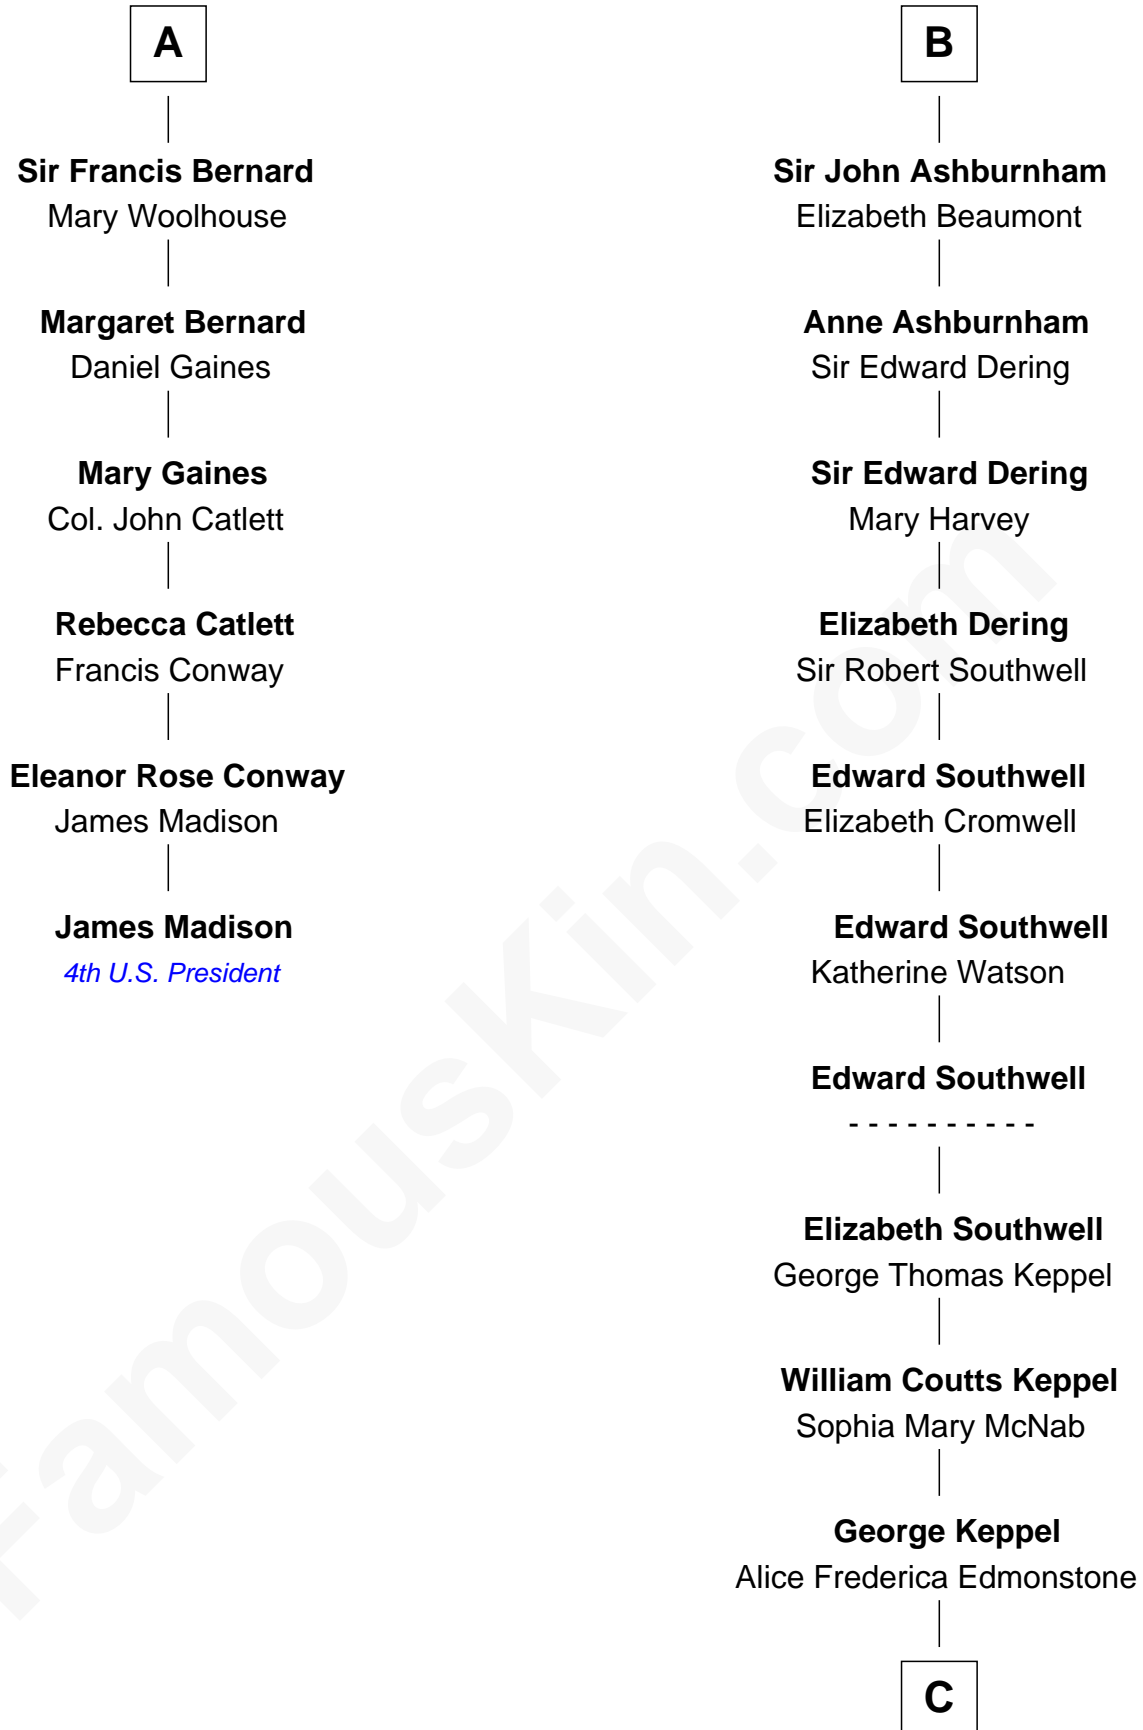 A
Sir Francis Bernard
Mary Woolhouse
Margaret Bernard
Daniel Gaines
Mary Gaines
Col. John Catlett
Rebecca Catlett
Francis Conway
Eleanor Rose Conway
James Madison
James Madison
4th U.S. President
B
Sir John Ashburnham
Elizabeth Beaumont
Anne Ashburnham
Sir Edward Dering
Sir Edward Dering
Mary Harvey
Elizabeth Dering
Sir Robert Southwell
Edward Southwell
Elizabeth Cromwell
Edward Southwell
Katherine Watson
Edward Southwell
- - - - - - - - - -
Elizabeth Southwell
George Thomas Keppel
William Coutts Keppel
Sophia Mary McNab
George Keppel
Alice Frederica Edmonstone
C
FamousKin.com